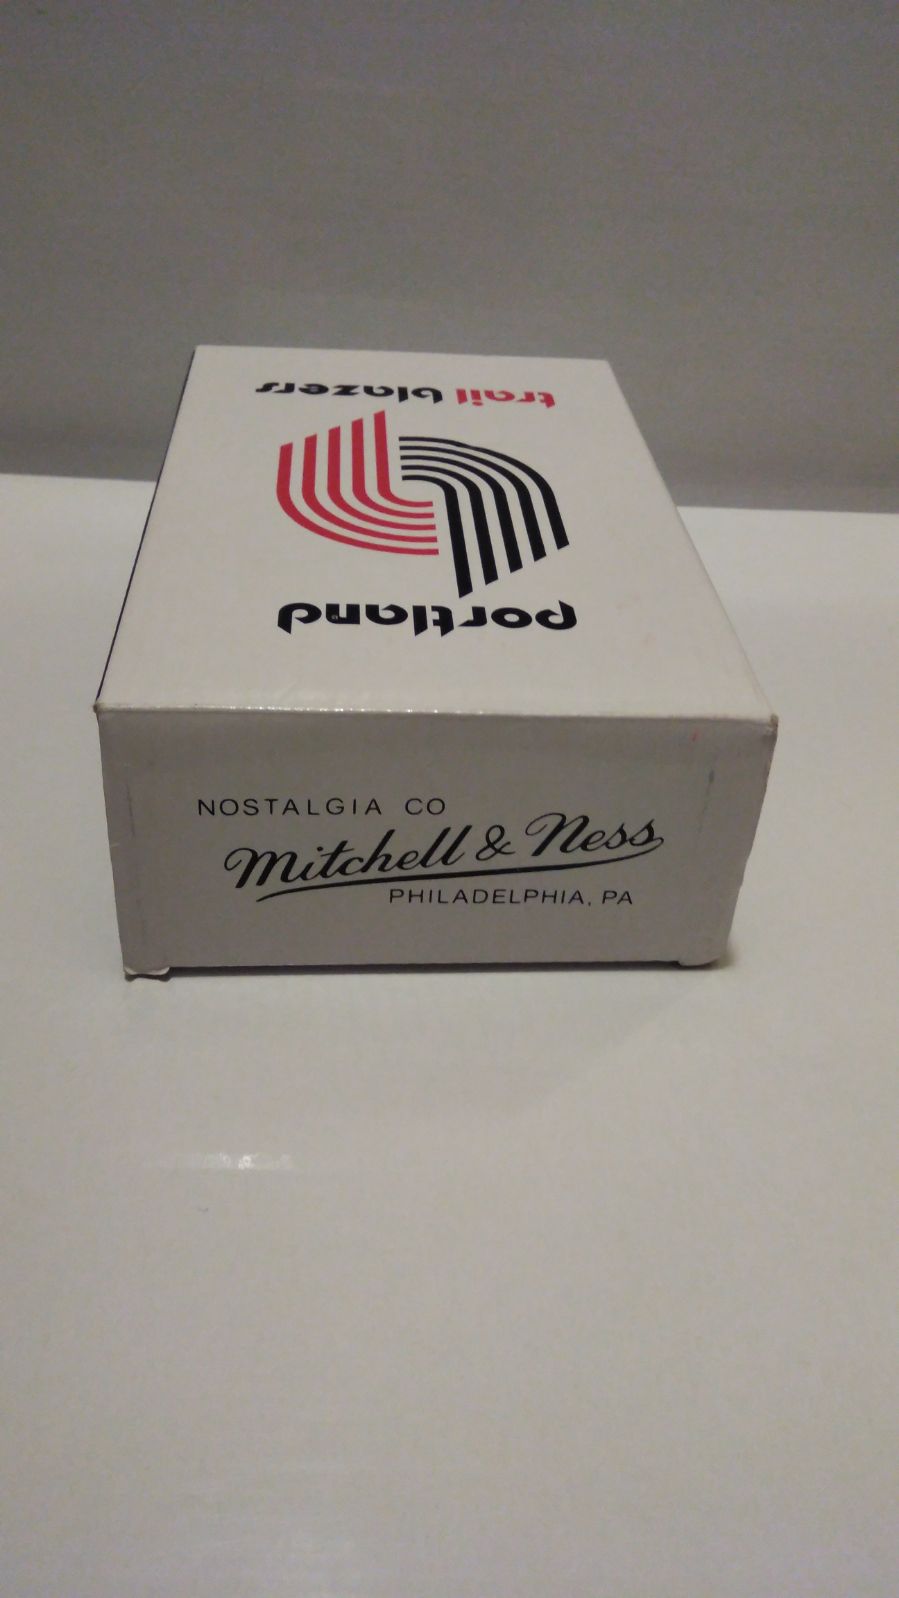 portland
trail blazers
NOSTALGIA CO
Mitchell & Ness
PHILADELPHIA, PA